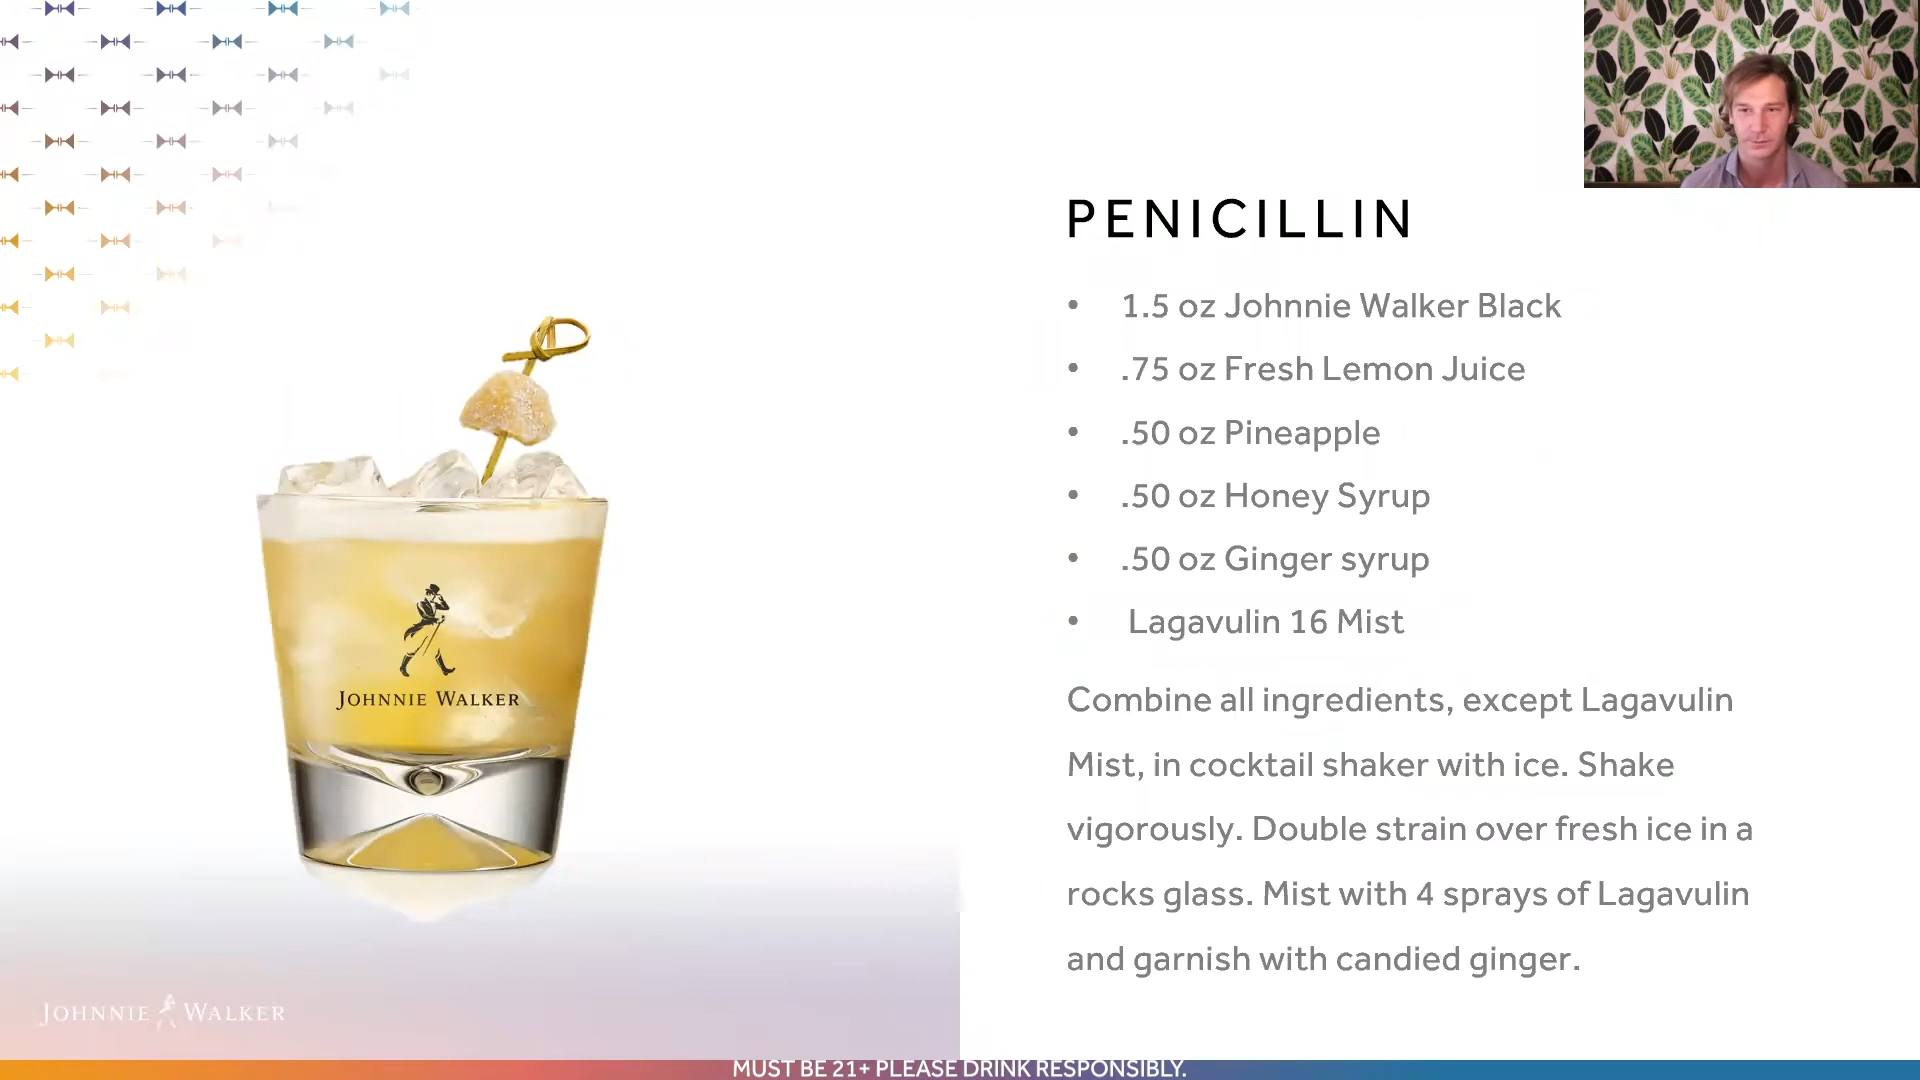 PENICILLIN
• 1.5 oz Johnnie Walker Black
• .75 oz Fresh Lemon Juice
• .50 oz Pineapple
• .50 oz Honey Syrup
• .50 oz Ginger syrup
• Lagavulin 16 Mist
Combine all ingredients, except Lagavulin
Mist, in cocktail shaker with ice. Shake
vigorously. Double strain over fresh ice in a
rocks glass. Mist with 4 sprays of Lagavulin
and garnish with candied ginger.
JOHNNIE WALKER
JOHNNIE WALKER
MUST BE 21+ PLEASE DRINK RESPONSIBLY.